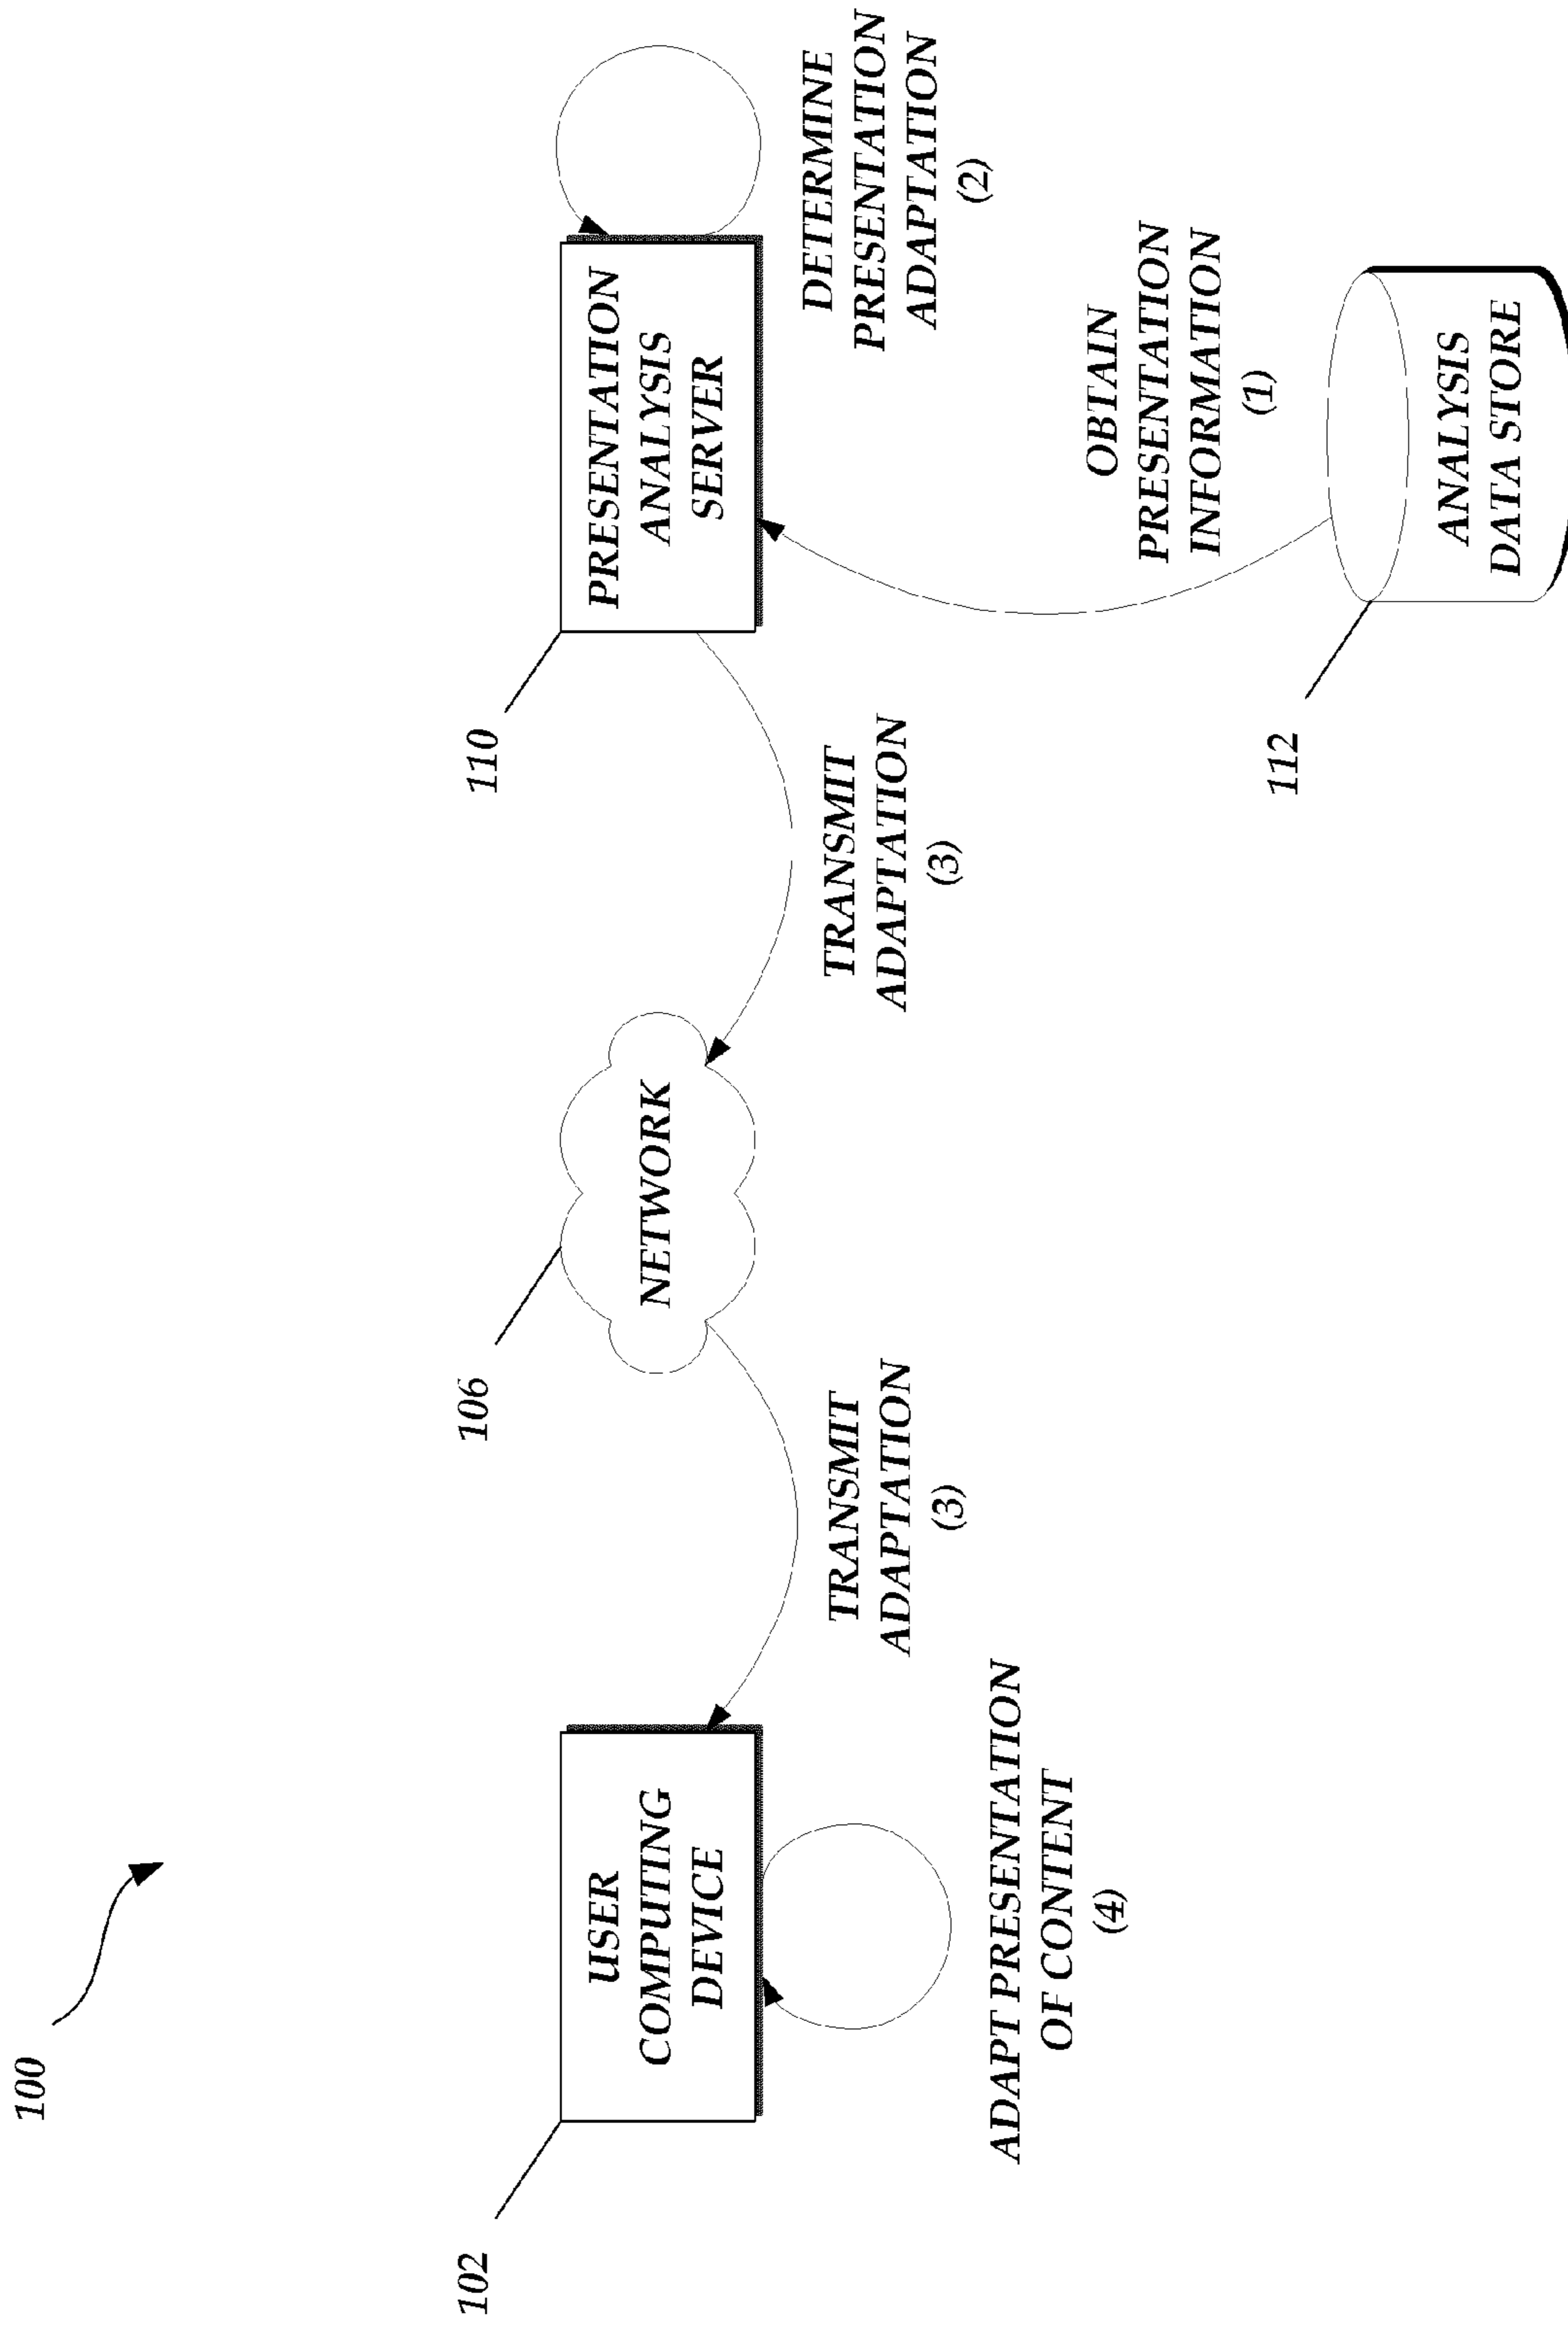 100
102
USER
COMPUTING
DEVICE
ADAPT PRESENTATION
OF CONTENT
(4)
TRANSMIT
ADAPTATION
(3)
106
NETWORK
TRANSMIT
ADAPTATION
(3)
110
PRESENTATION
ANALYSIS
SERVER
DETERMINE
PRESENTATION
ADAPTATION
(2)
OBTAIN
PRESENTATION
INFORMATION
(1)
112
ANALYSIS
DATA STORE